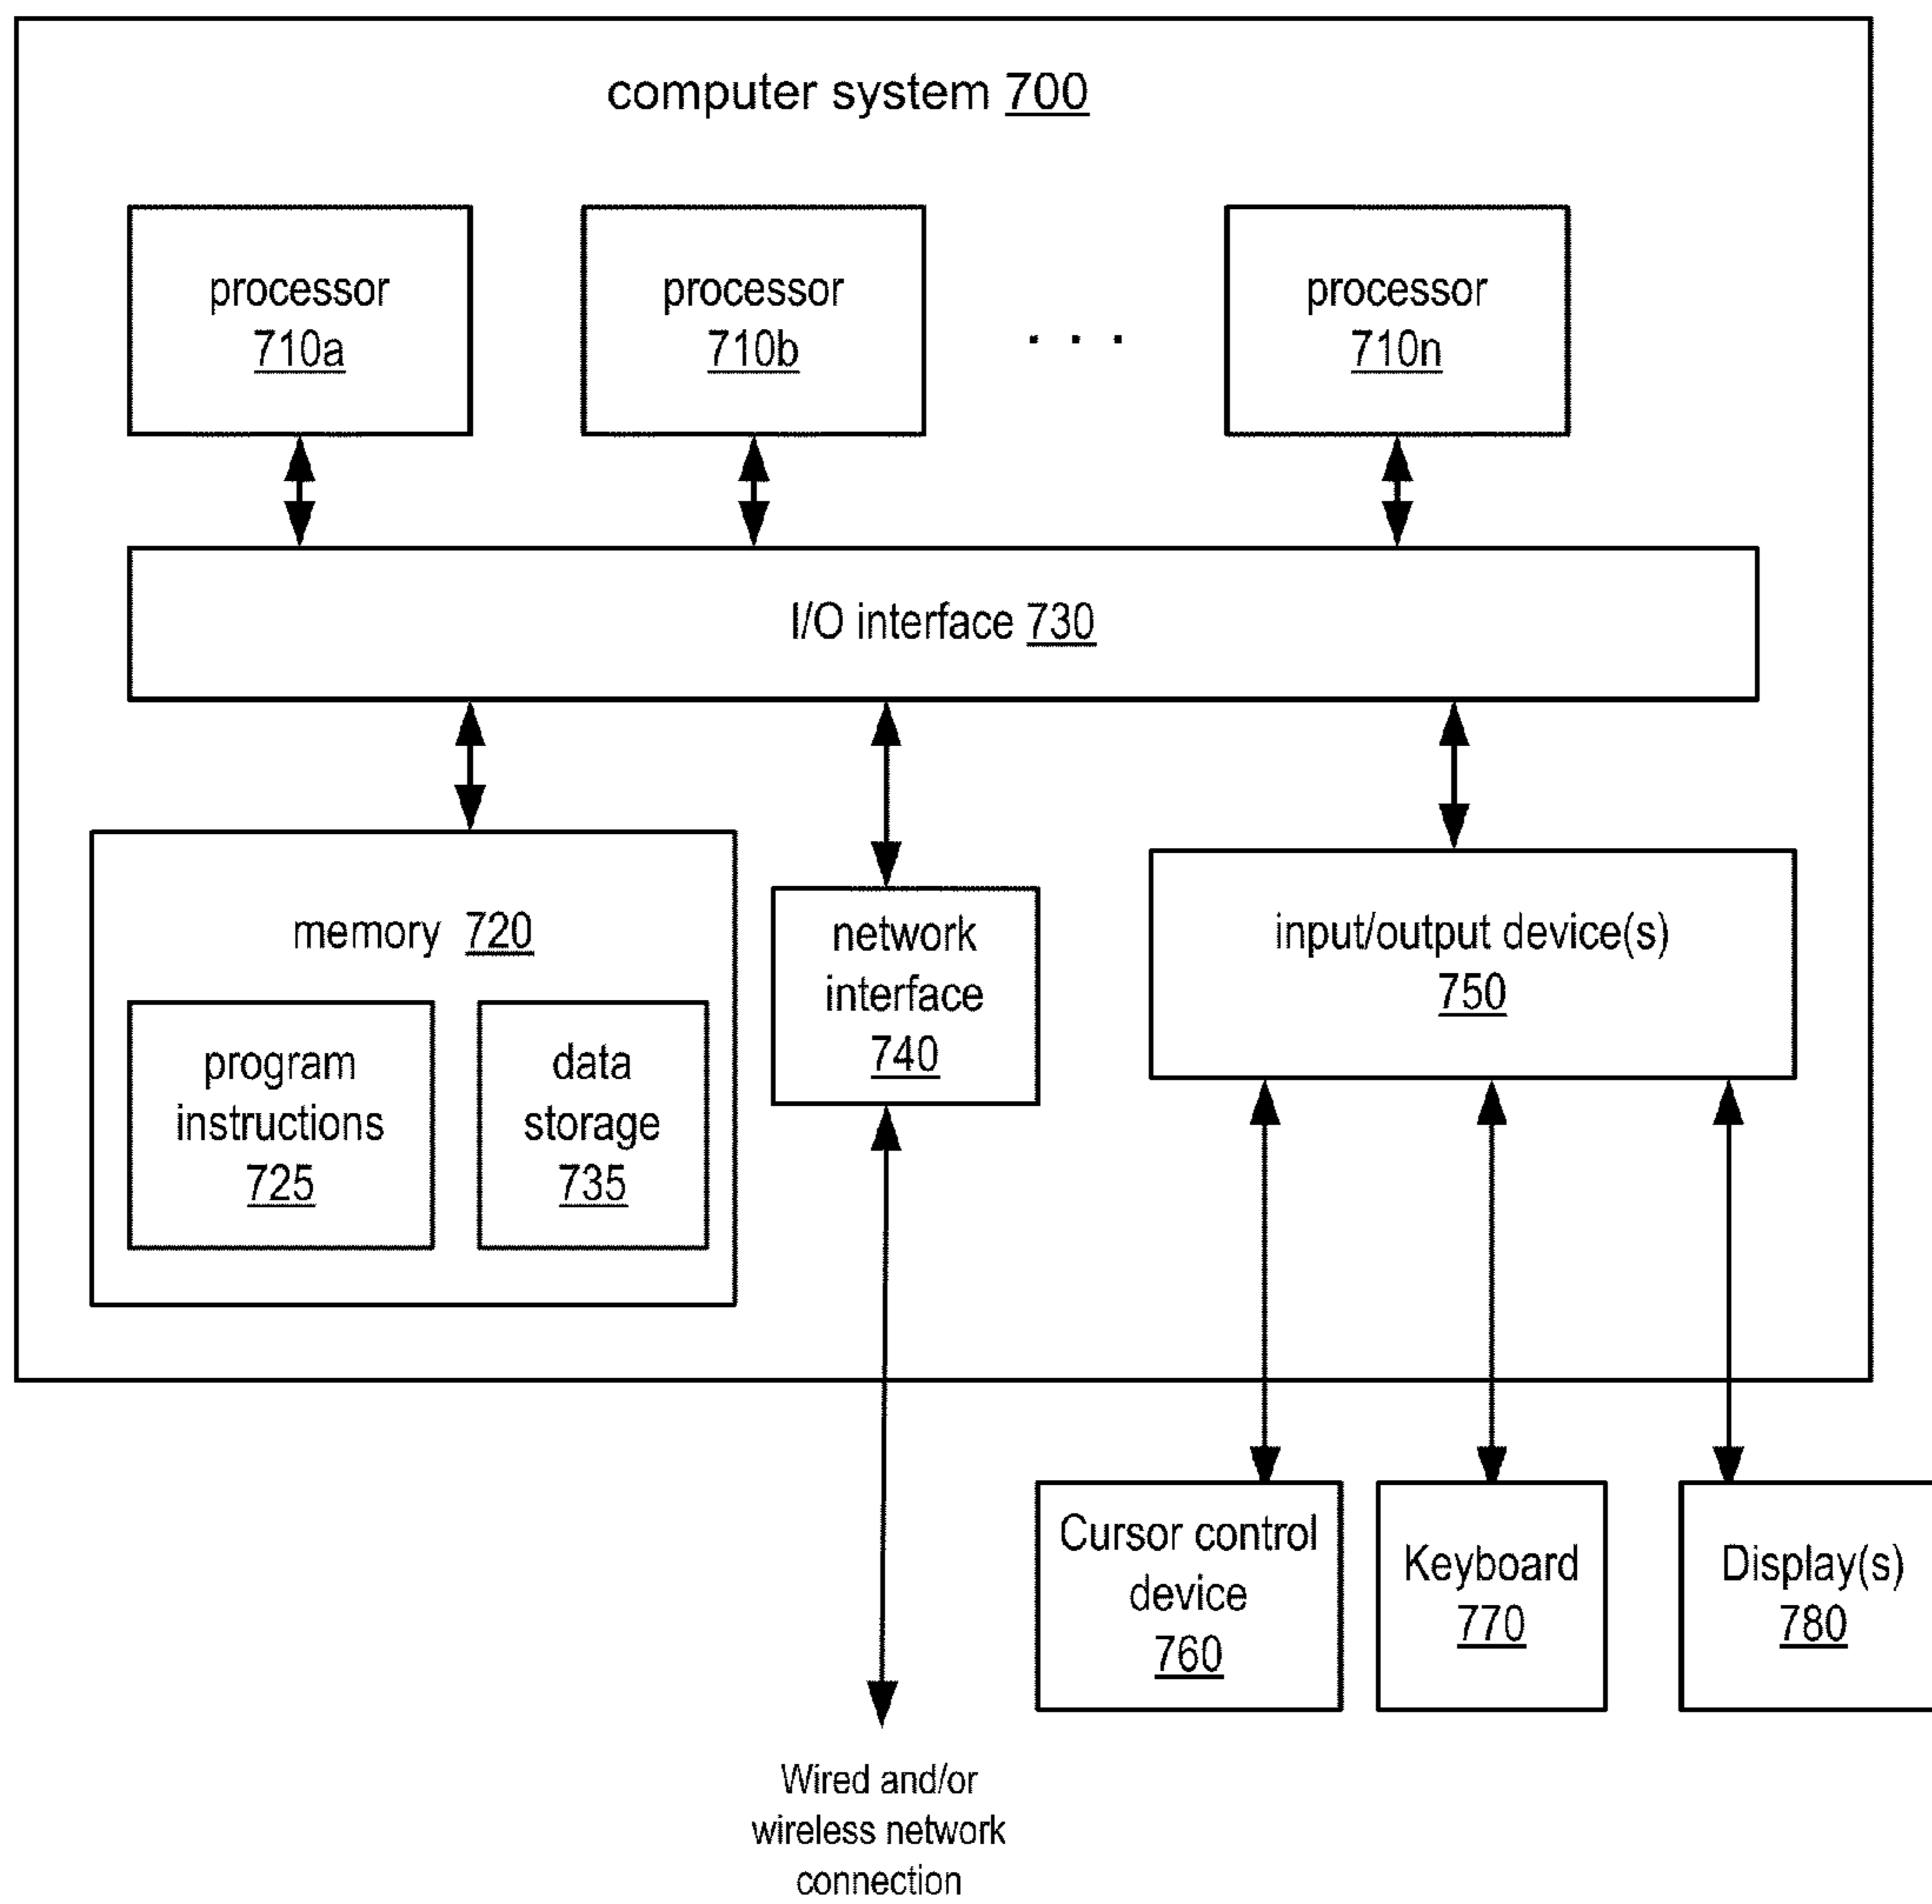 computer system 700
processor
710a
processor
710b
. . .
processor
710n
I/O interface 730
memory 720
program
instructions
725
data
storage
735
network
interface
740
input/output device(s)
750
Cursor control
device
760
Keyboard
770
Display(s)
780
Wired and/or
wireless network
connection